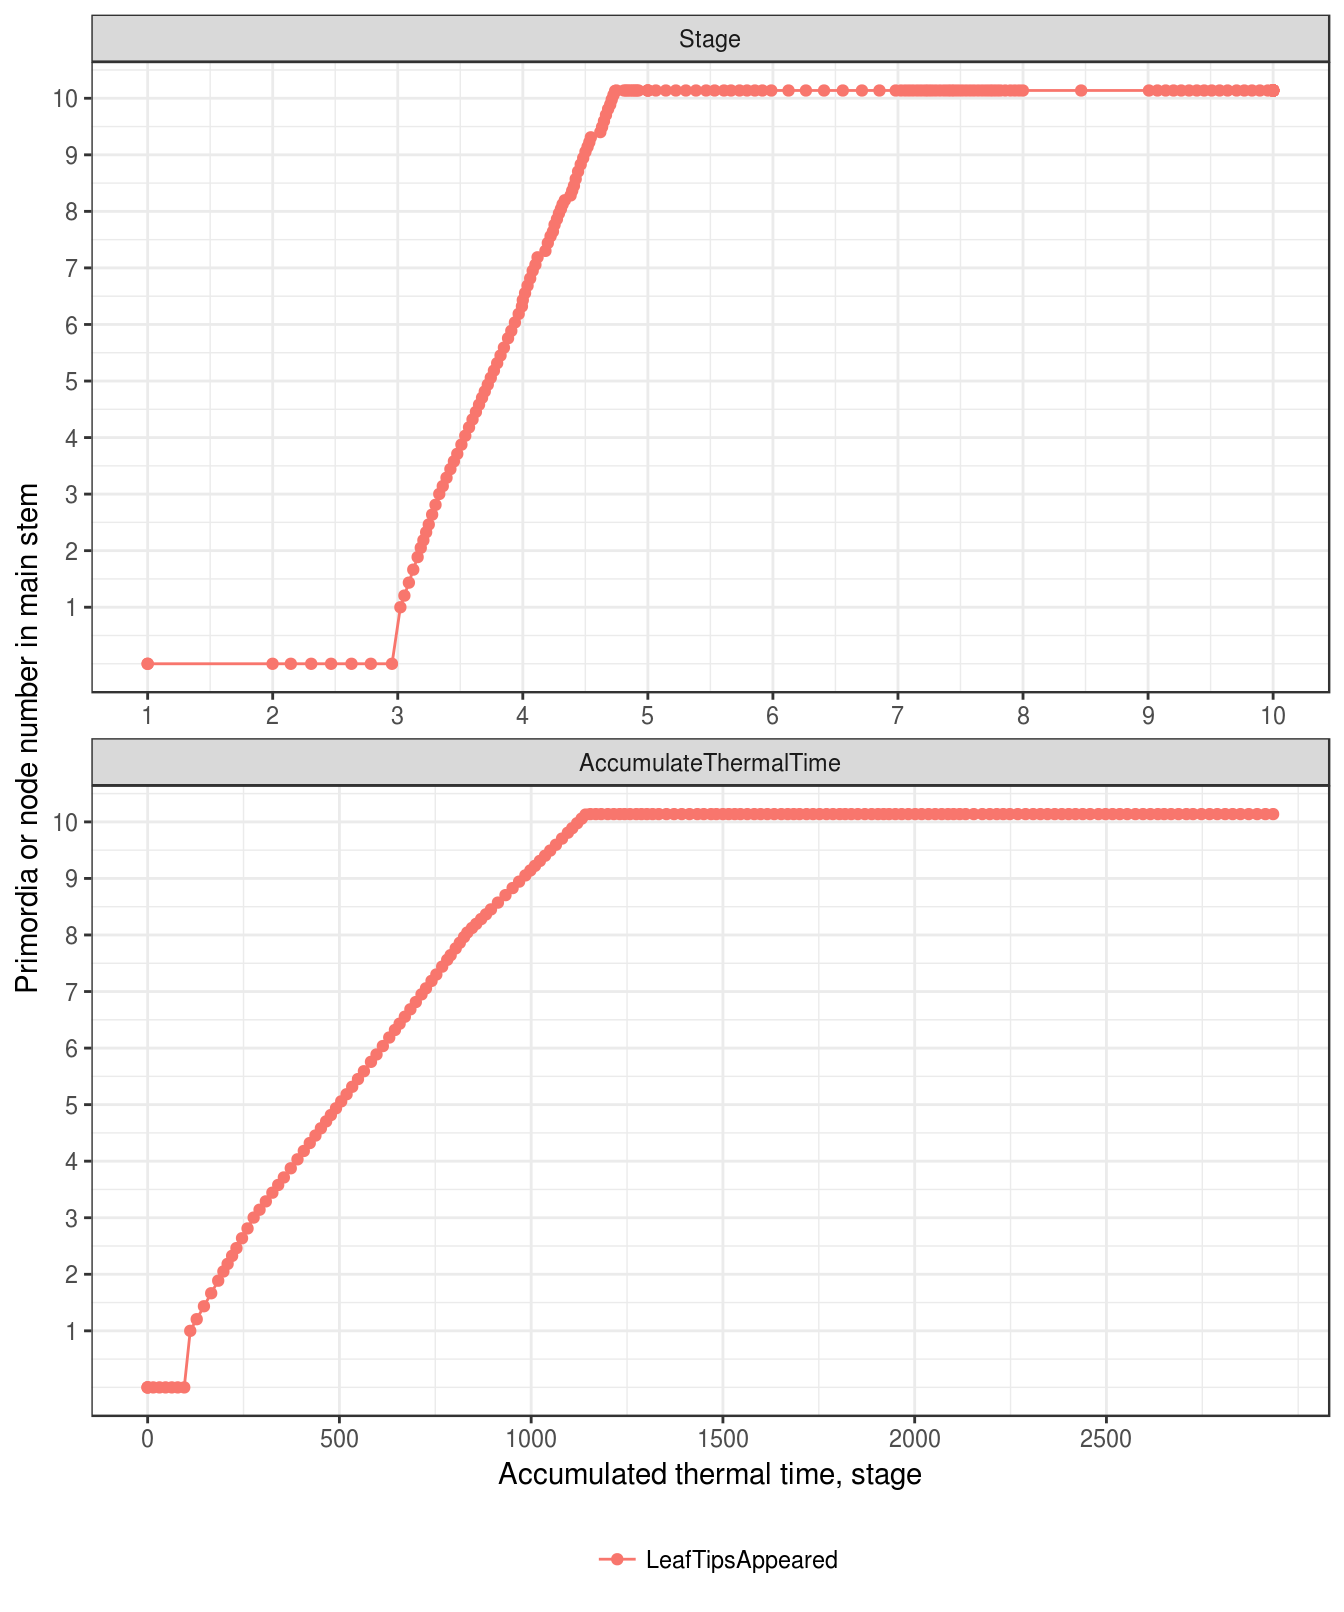 Stage
10
9
8
7
6
5
4
3
2
1
1 2 3 4 5 6 7 8 9 10
Primordia or node number in main stem
AccumulateThermalTime
10
9
8
7
6
5
4
3
2
1
0 500 1000 1500 2000 2500
Accumulated thermal time, stage
LeafTipsAppeared